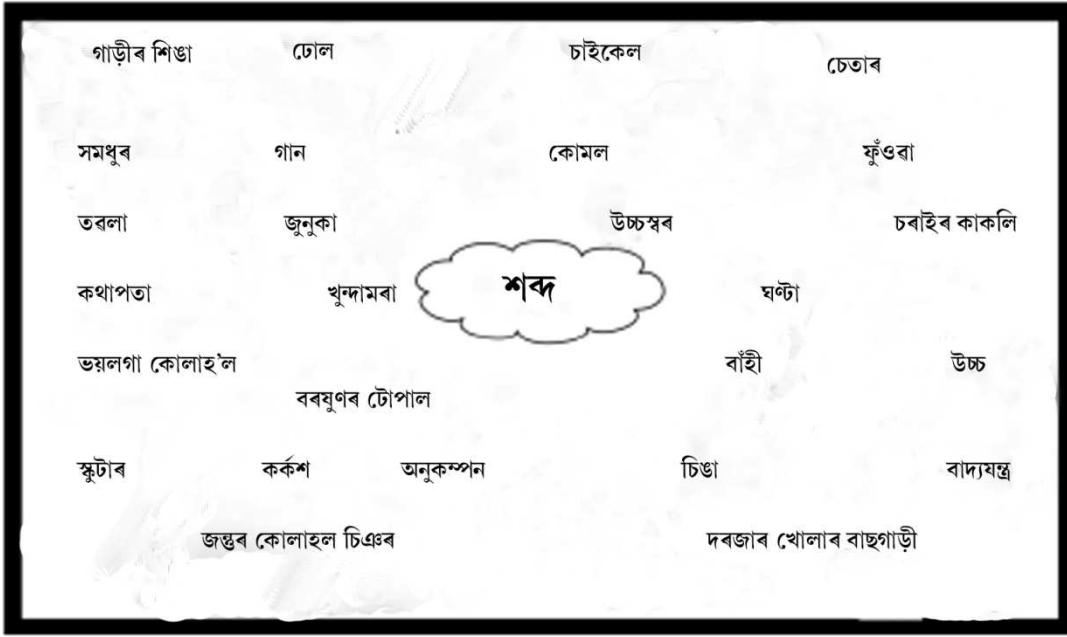 গাড়ীৰ শিঙা ঢোল চাইকেল চেতাৰ
সমধুৰ গান কোমল ফুঁওৱা
তবলা জুনুকা উচ্চস্বৰ চৰাইৰ কাকলি
কথাপতা খুন্দামৰা শব্দ ঘণ্টা
ভয়লগা কোলাহ'ল বাঁহী উচ্চ
বৰষুণৰ টোপাল
স্কুটাৰ কৰ্কশ অনুকম্পন চিঙা বাদ্যযন্ত্ৰ
জন্তুৰ কোলাহল চিঞৰ দৰজাৰ খোলাৰ বাছগাড়ী